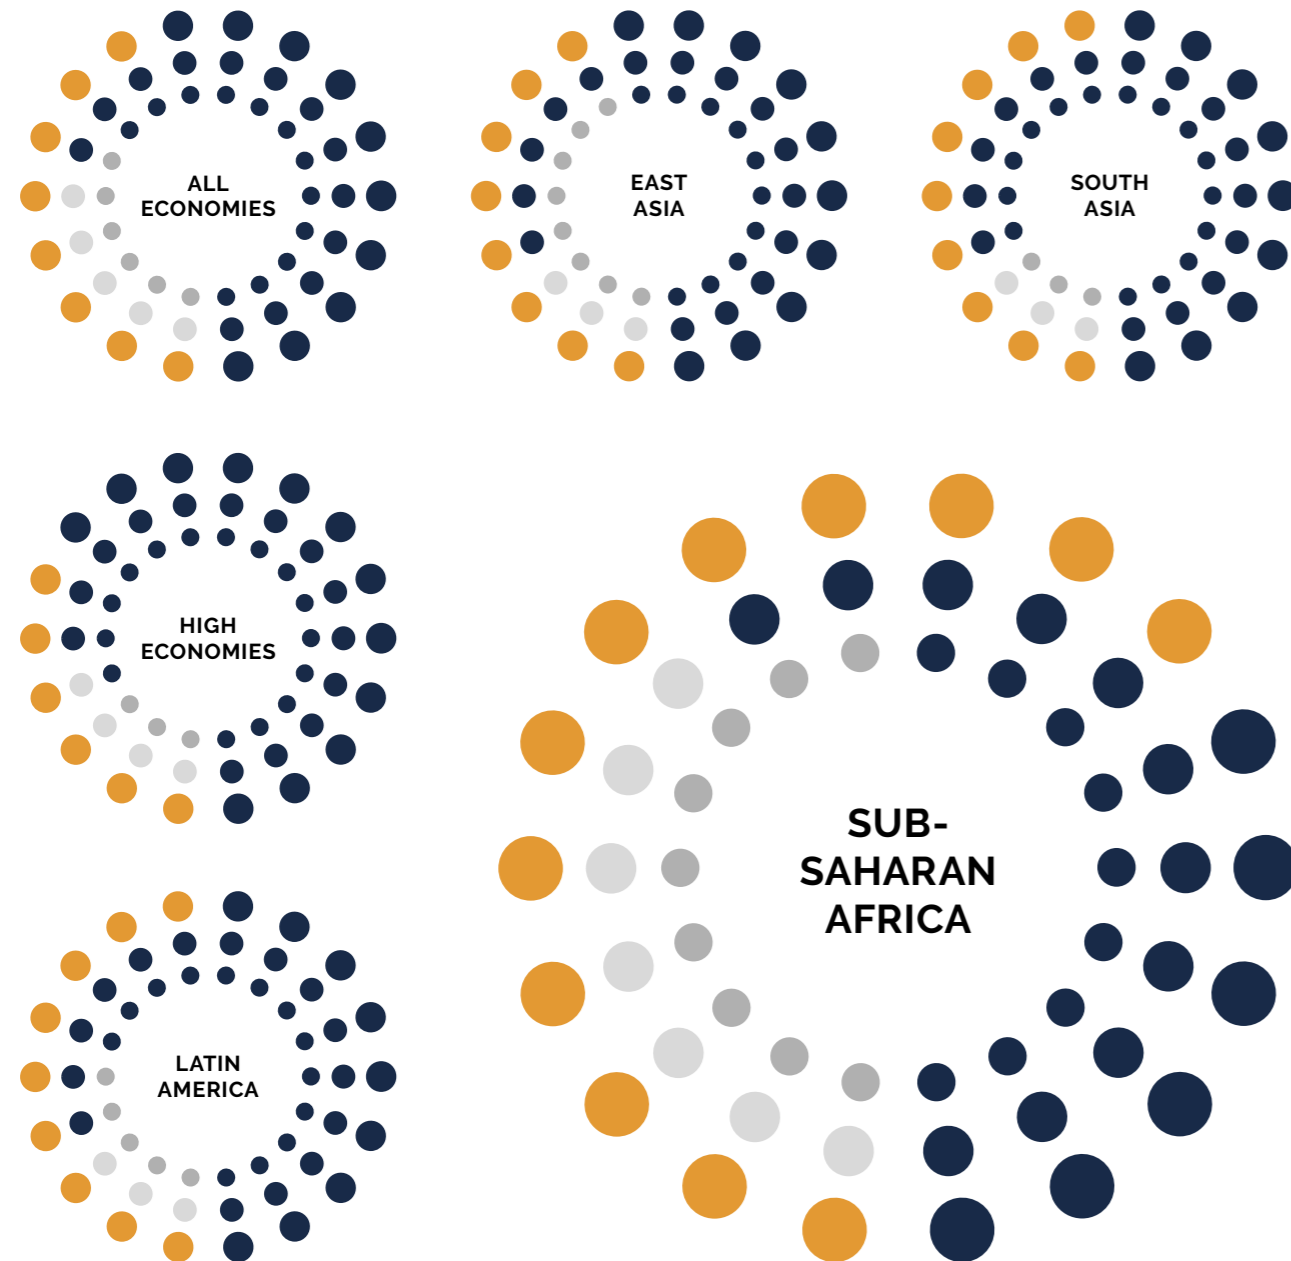 ALL
ECONOMIES
EAST
ASIA
SOUTH
ASIA
HIGH
ECONOMIES
SUB-
SAHARAN
AFRICA
LATIN
AMERICA